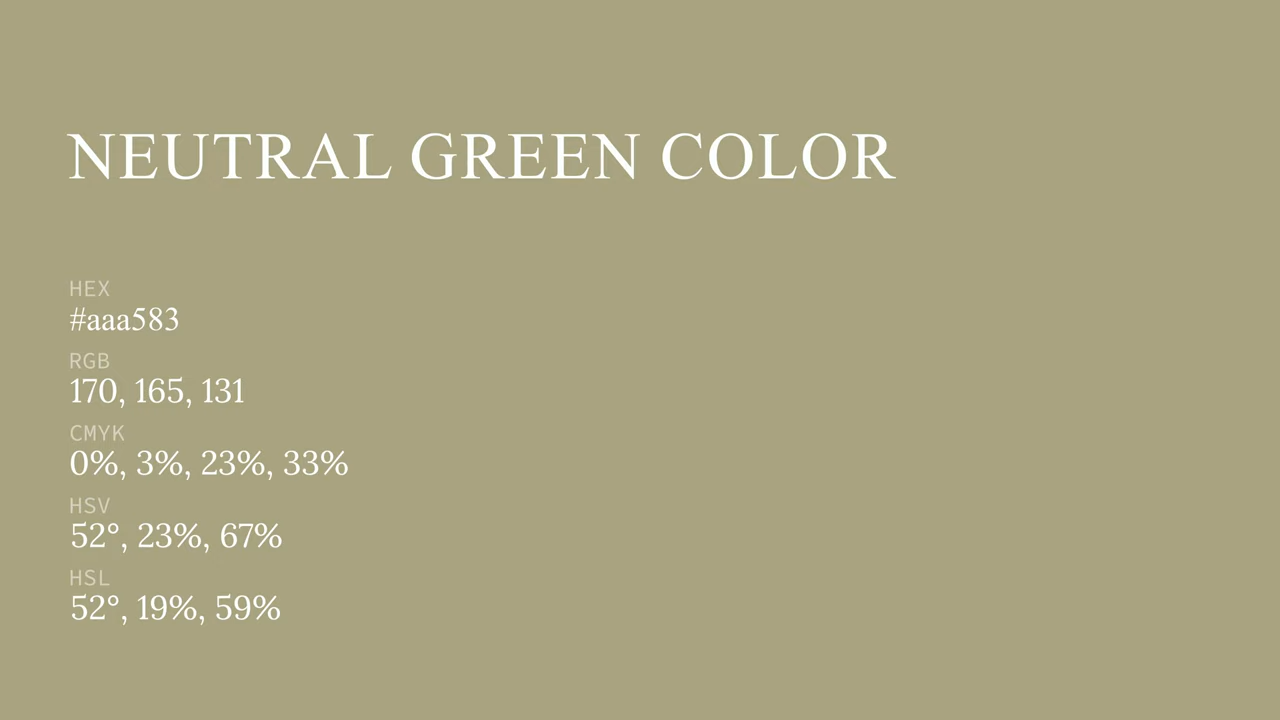 NEUTRAL GREEN COLOR
HEX
#aaa583
RGB
170, 165, 131
CMYK
0%, 3%, 23%, 33%
HSV
52°, 23%, 67%
HSL
52°, 19%, 59%